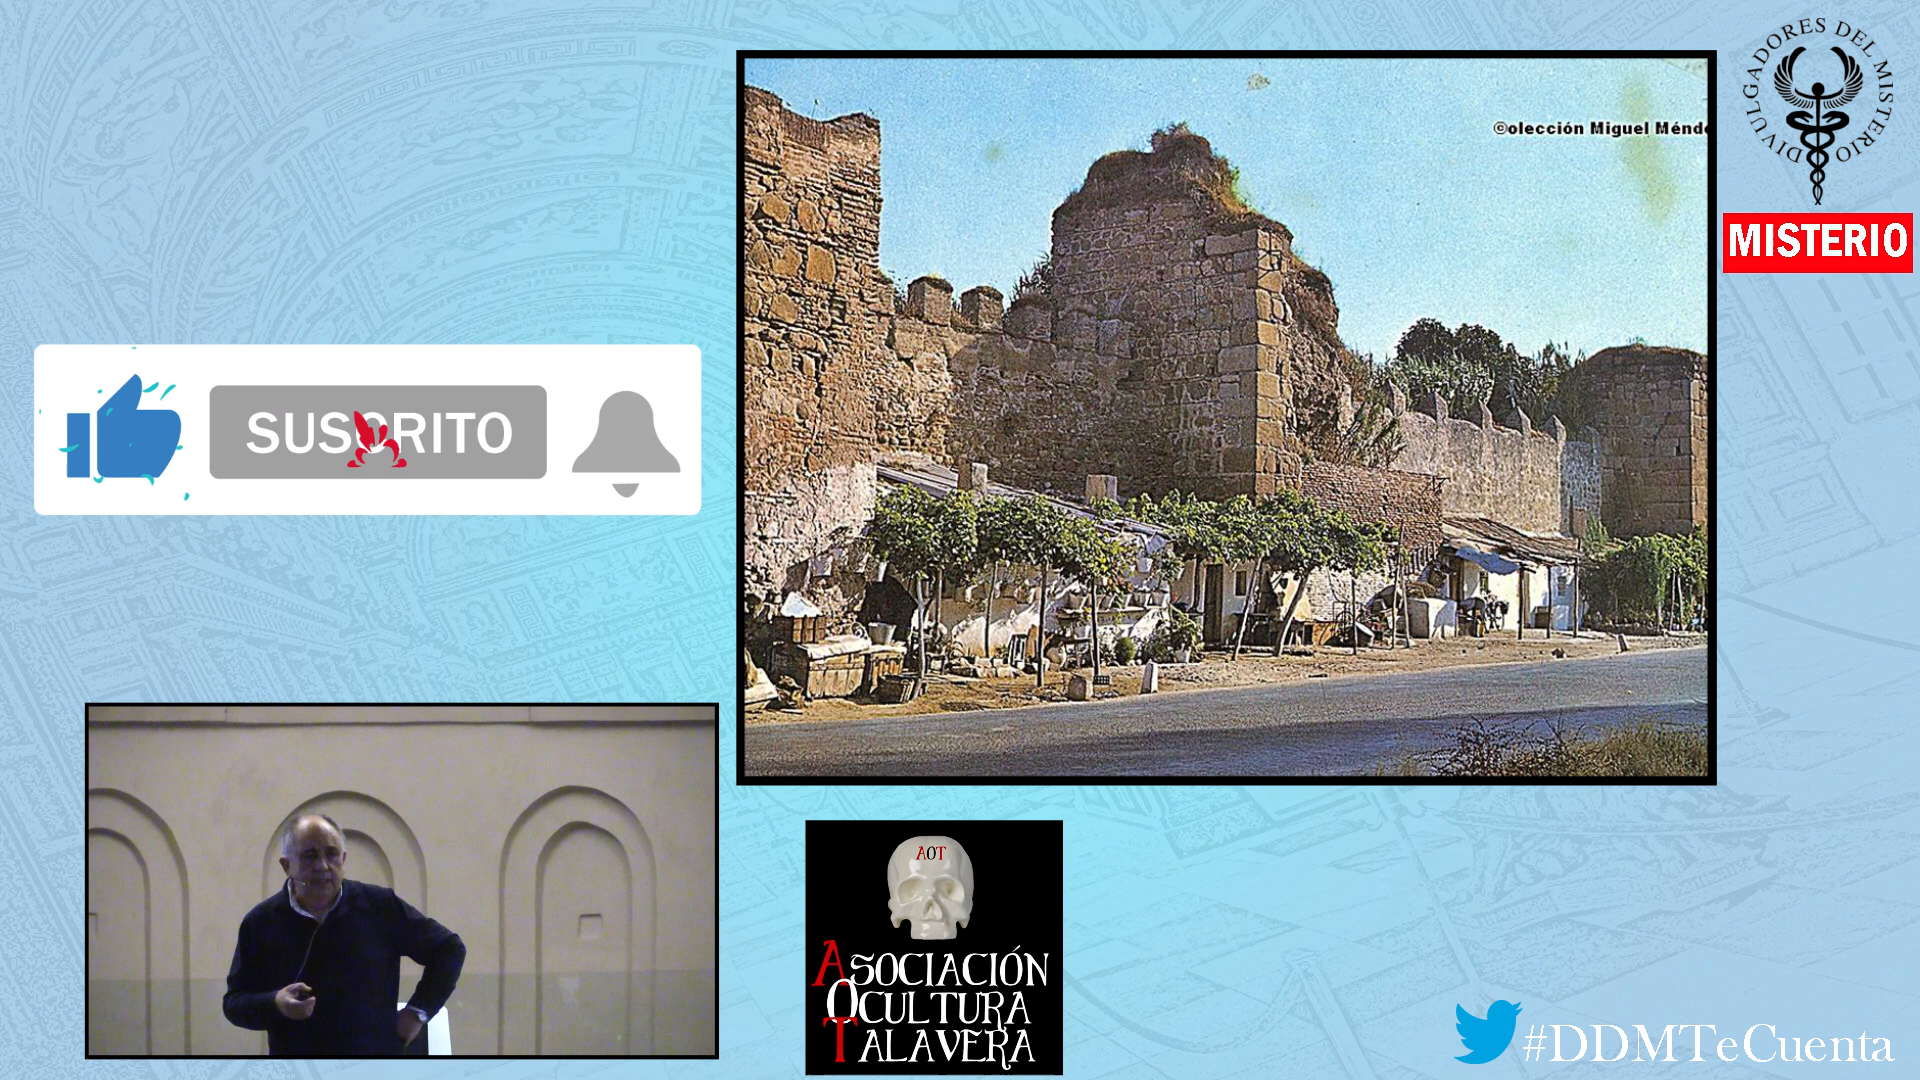 ©olección Miguel Ménd
DIVULGADORES DEL MISTERIO
MISTERIO
SUSCRITO
AOT
ASOCIACIÓN
OCULTURA
TALAVERA
#DDMTeCuenta